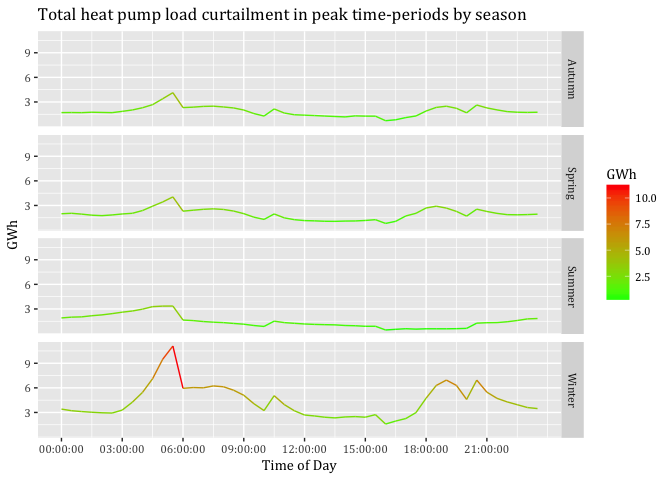 Total heat pump load curtailment in peak time-periods by season
9
6
3
Autumn
9
6
3
Spring
9
6
3
Summer
9
6
3
Winter
GWh
00:00:00 03:00:00 06:00:00 09:00:00 12:00:00 15:00:00 18:00:00 21:00:00
Time of Day
GWh
10.0
7.5
5.0
2.5